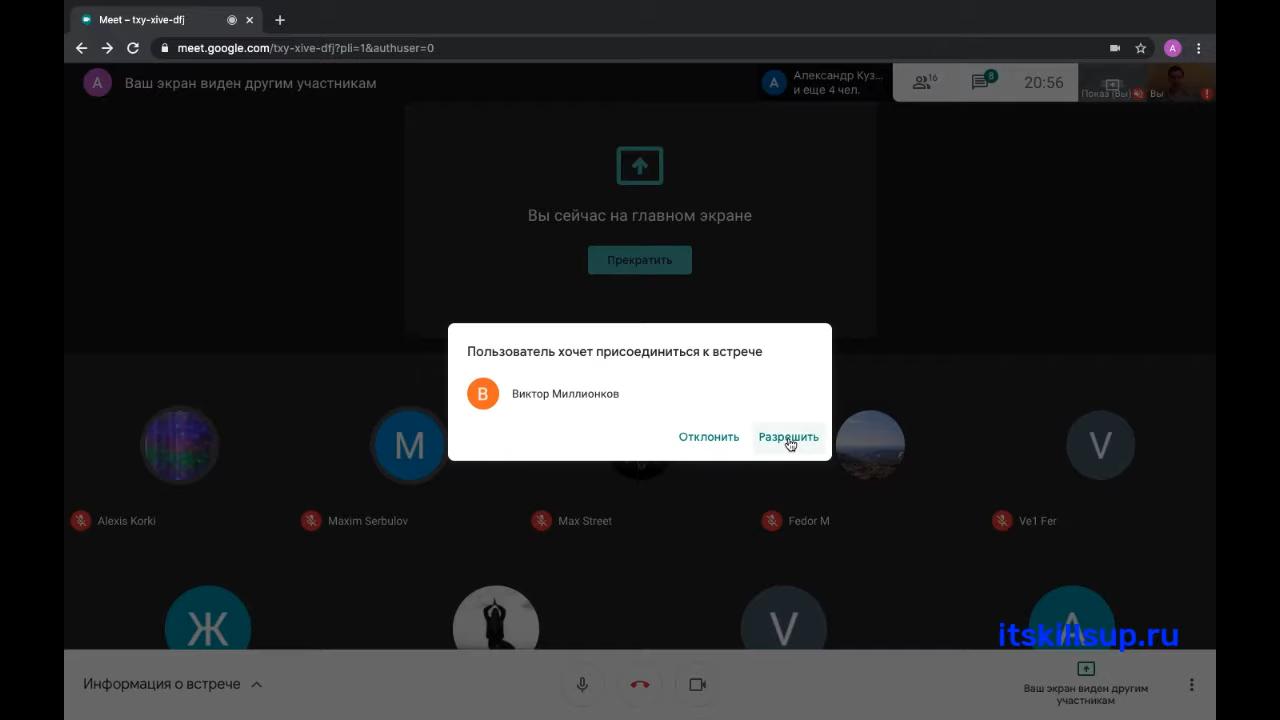 Meet – txy-xive-dfj
meet.google.com/txy-xive-dfj?pli=1&authuser=0
A
A
Ваш экран виден другим участникам
A
Александр Куз...
и еще 4 чел.
16
8
20:56
Показ (Вы)
Вы
Вы сейчас на главном экране
Прекратить
Пользователь хочет присоединиться к встрече
В
Виктор Миллионков
Отклонить
Разрешить
M
V
Alexis Korki
Maxim Serbulov
Max Street
Fedor M
Ve1 Fer
Ж
V
A
itskillsup.ru
Информация о встрече
Ваш экран виден другим
участникам